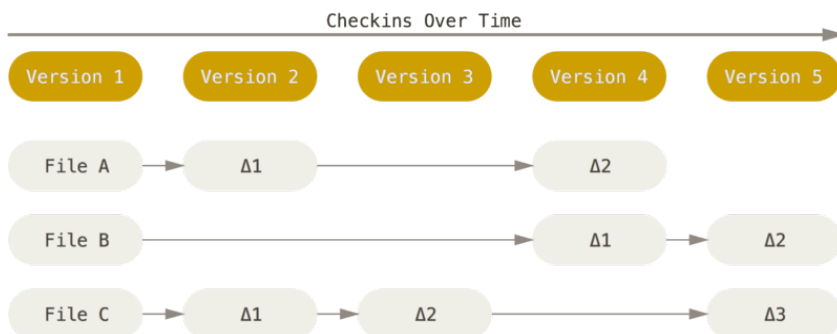 Checkins Over Time
Version 1 Version 2 Version 3 Version 4 Version 5
File A Δ1 Δ2
File B Δ1 Δ2
File C Δ1 Δ2 Δ3